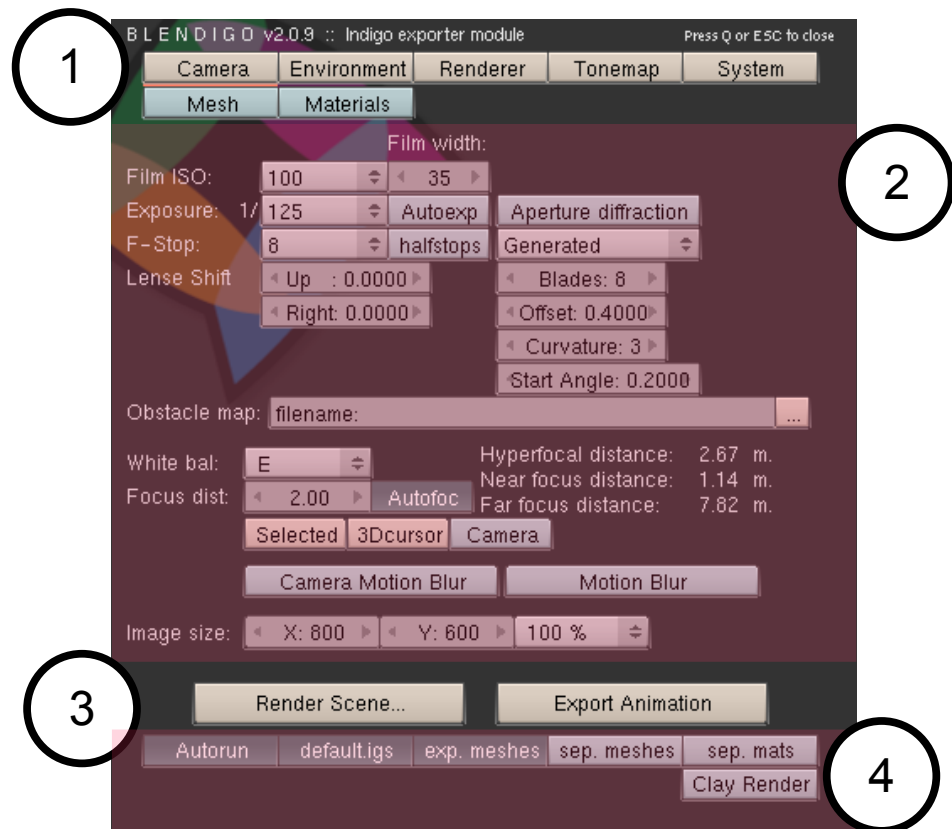 BLENDIGO v2.0.9 :: Indigo exporter module Press Q or ESC to close
1
Camera Environment Renderer Tonemap System
Mesh Materials
Film width:
2
Film ISO: 100 35
Exposure: 1/ 125 Autoexp Aperture diffraction
F-Stop: 8 halfstops Generated
Lense Shift Up : 0.0000 Blades: 8
Right: 0.0000 Offset: 0.4000
Curvature: 3
Start Angle: 0.2000
Obstacle map: filename: ...
White bal: E Hyperfocal distance: 2.67 m.
Near focus distance: 1.14 m.
Focus dist: 2.00 Autofoc Far focus distance: 7.82 m.
Selected 3Dcursor Camera
Camera Motion Blur Motion Blur
Image size: X: 800 Y: 600 100 %
3
Render Scene... Export Animation
Autorun default.igs exp. meshes sep. meshes sep. mats
4
Clay Render